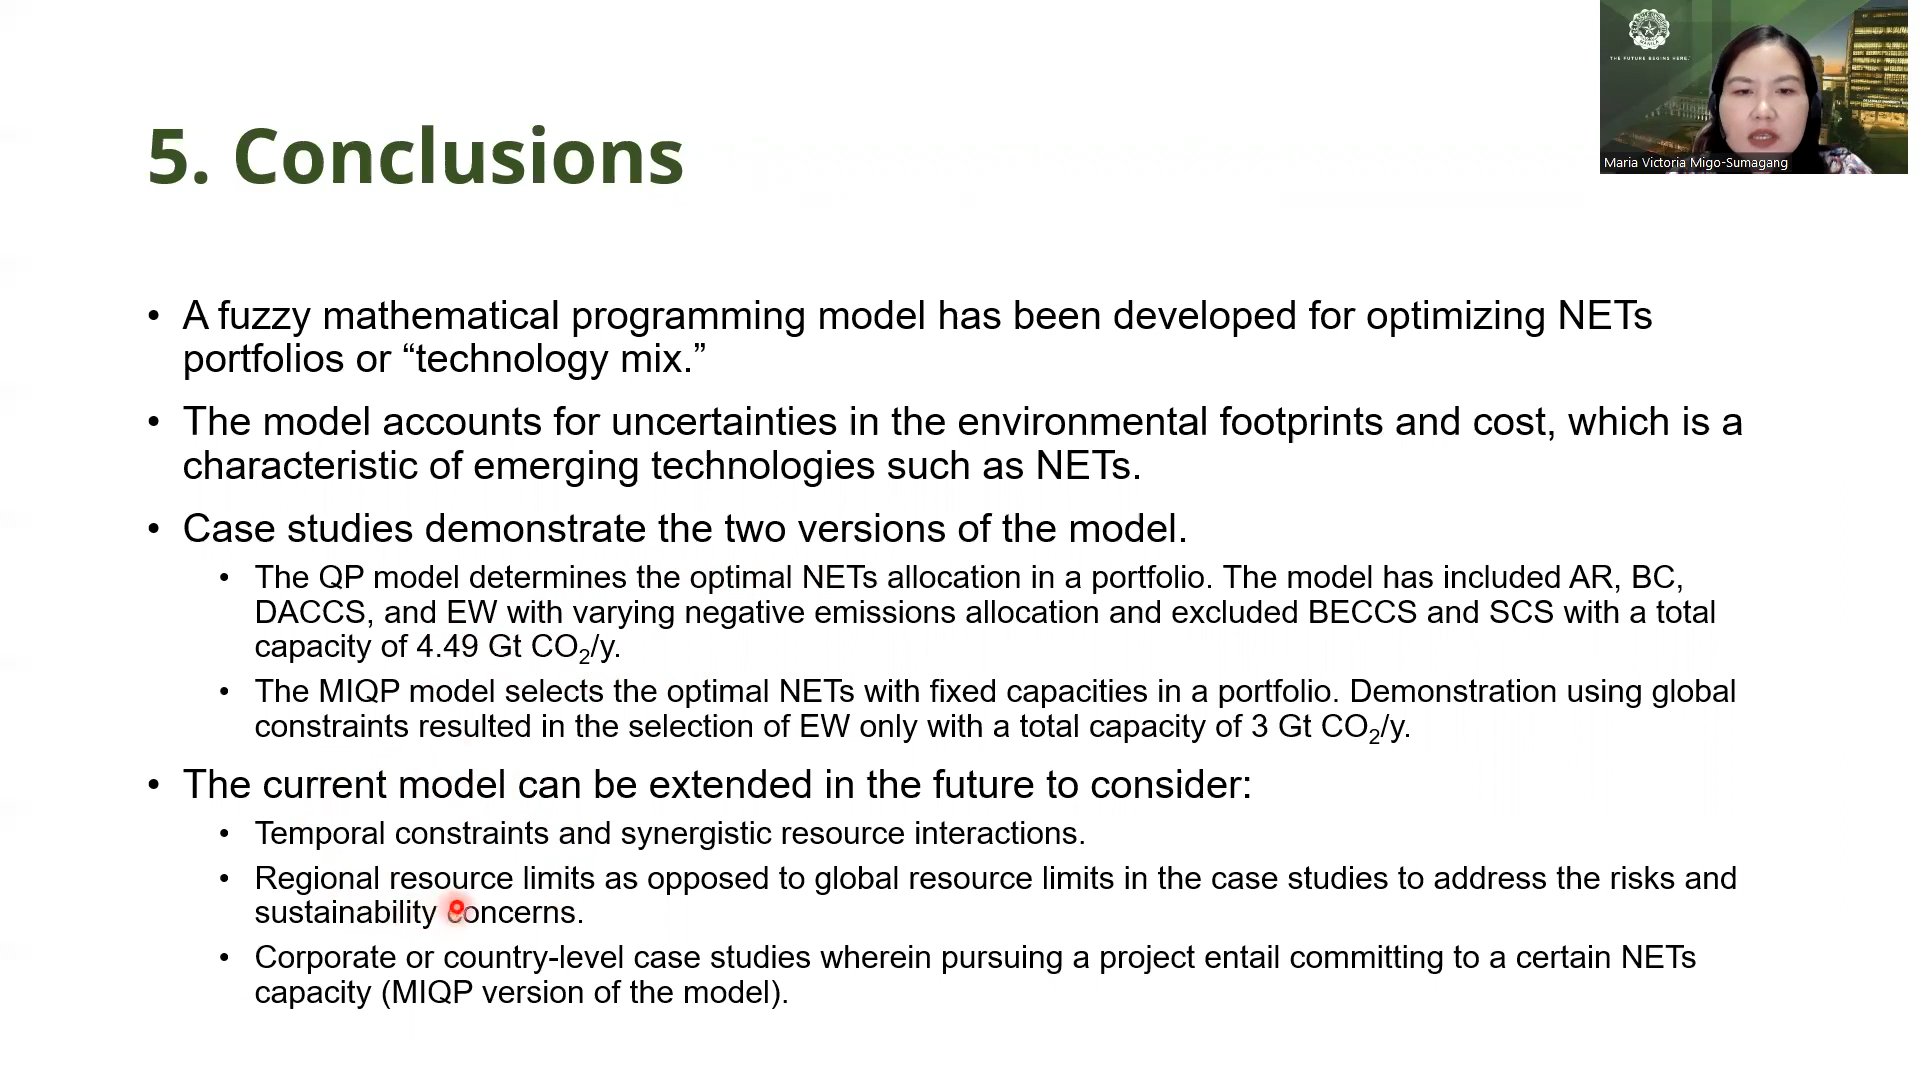 5. Conclusions
THE FUTURE BEGINS HERE.
Maria Victoria Migo-Sumagang
• A fuzzy mathematical programming model has been developed for optimizing NETs
portfolios or “technology mix.”
• The model accounts for uncertainties in the environmental footprints and cost, which is a
characteristic of emerging technologies such as NETs.
• Case studies demonstrate the two versions of the model.
• The QP model determines the optimal NETs allocation in a portfolio. The model has included AR, BC,
DACCS, and EW with varying negative emissions allocation and excluded BECCS and SCS with a total
capacity of 4.49 Gt CO₂/y.
• The MIQP model selects the optimal NETs with fixed capacities in a portfolio. Demonstration using global
constraints resulted in the selection of EW only with a total capacity of 3 Gt CO₂/y.
• The current model can be extended in the future to consider:
• Temporal constraints and synergistic resource interactions.
• Regional resource limits as opposed to global resource limits in the case studies to address the risks and
sustainability concerns.
• Corporate or country-level case studies wherein pursuing a project entail committing to a certain NETs
capacity (MIQP version of the model).